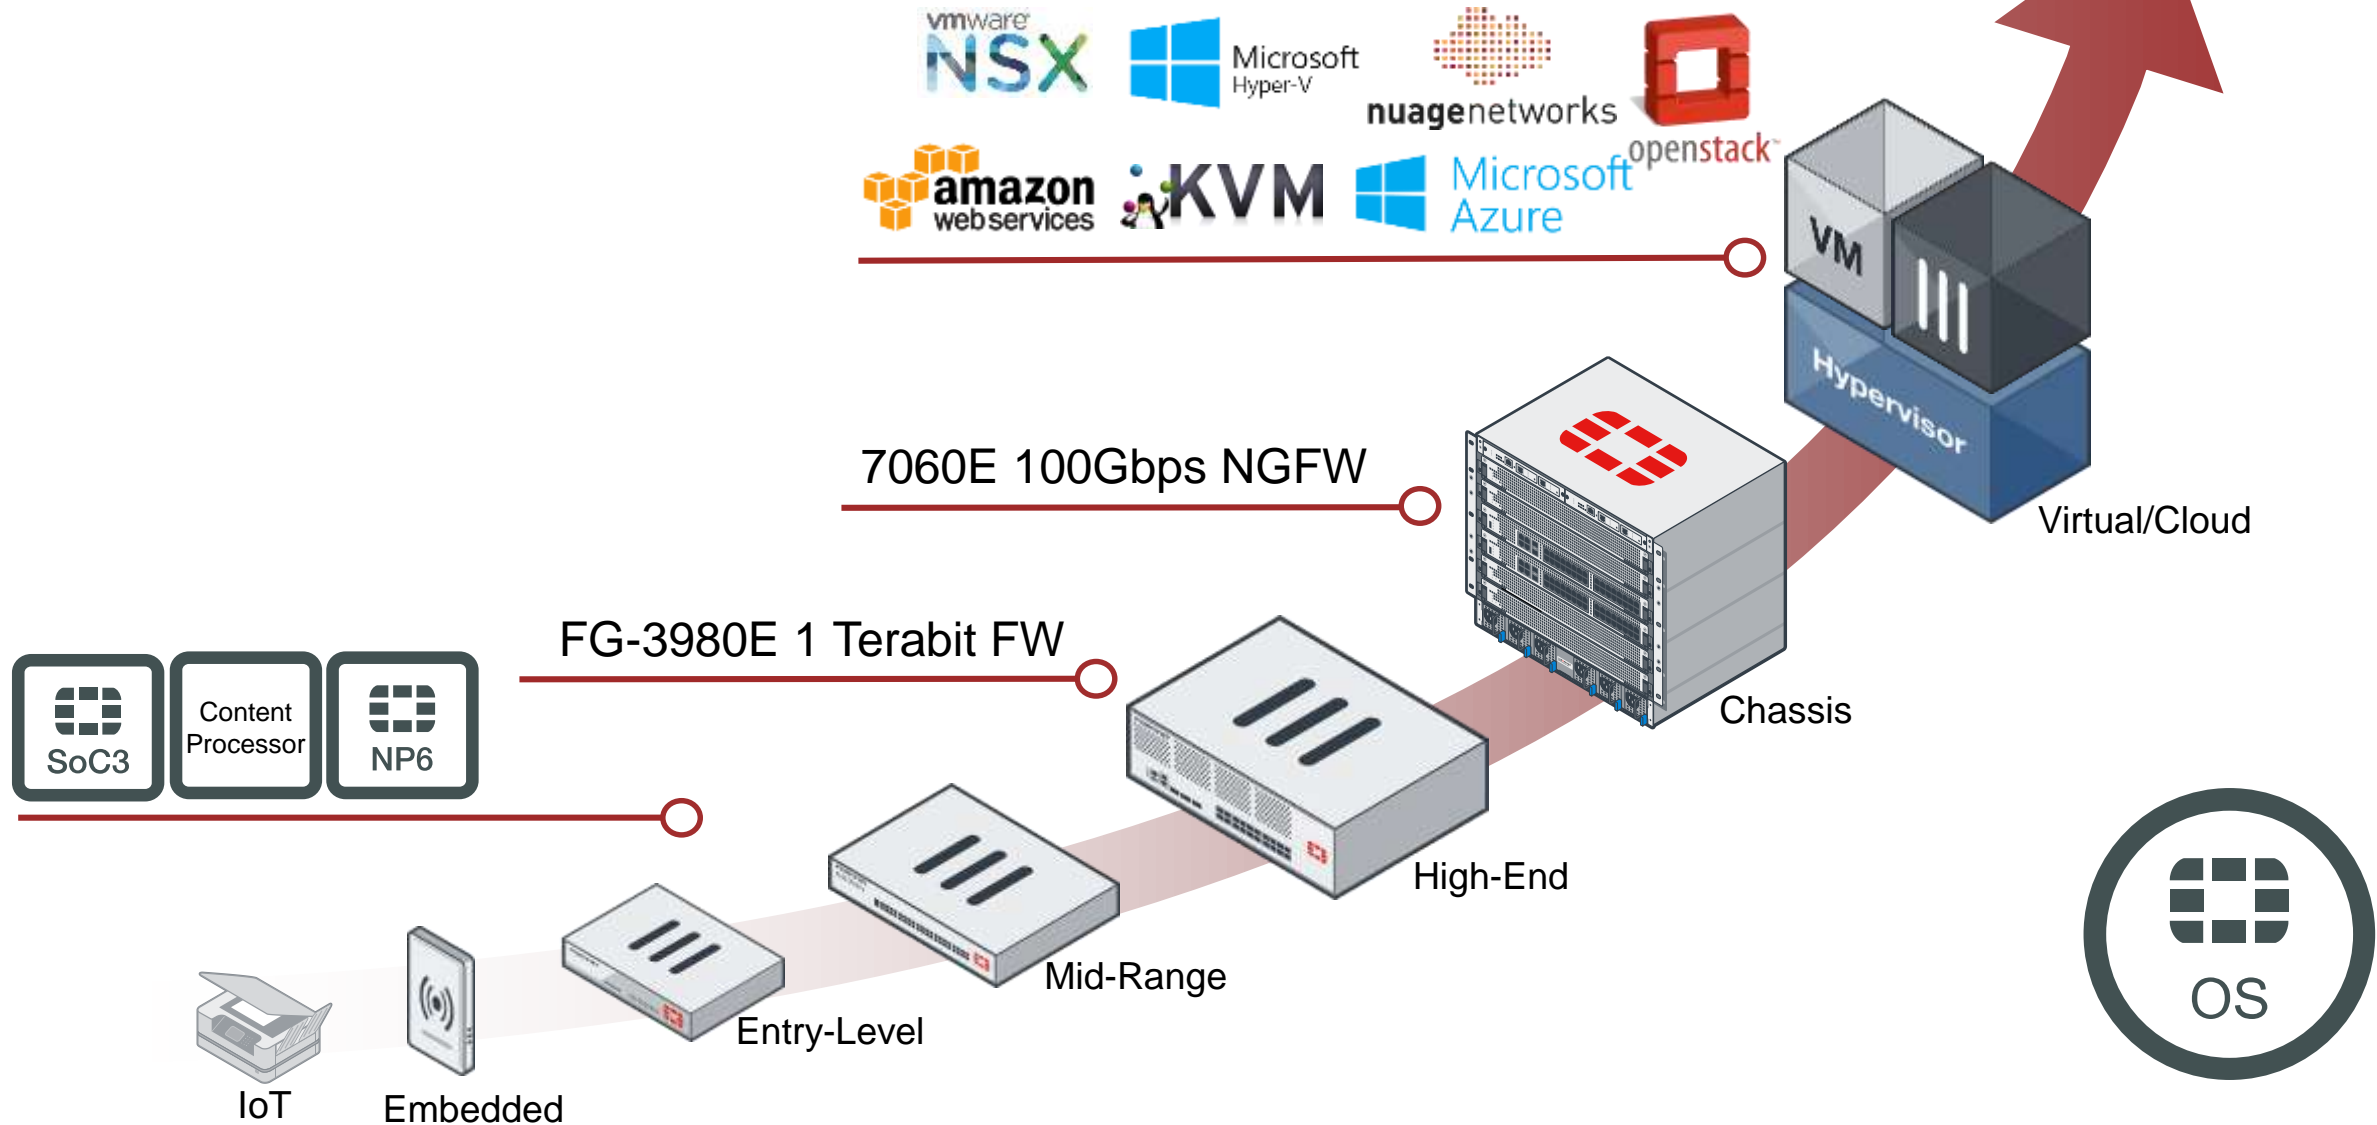 vmware
NSX
Microsoft
Hyper-V
nuagenetworks
openstack™
amazon
webservices
KVM
Microsoft
Azure
VM
Hypervisor
Virtual/Cloud
7060E 100Gbps NGFW
Chassis
FG-3980E 1 Terabit FW
High-End
SoC3
Content
Processor
NP6
Mid-Range
Entry-Level
IoT
Embedded
OS